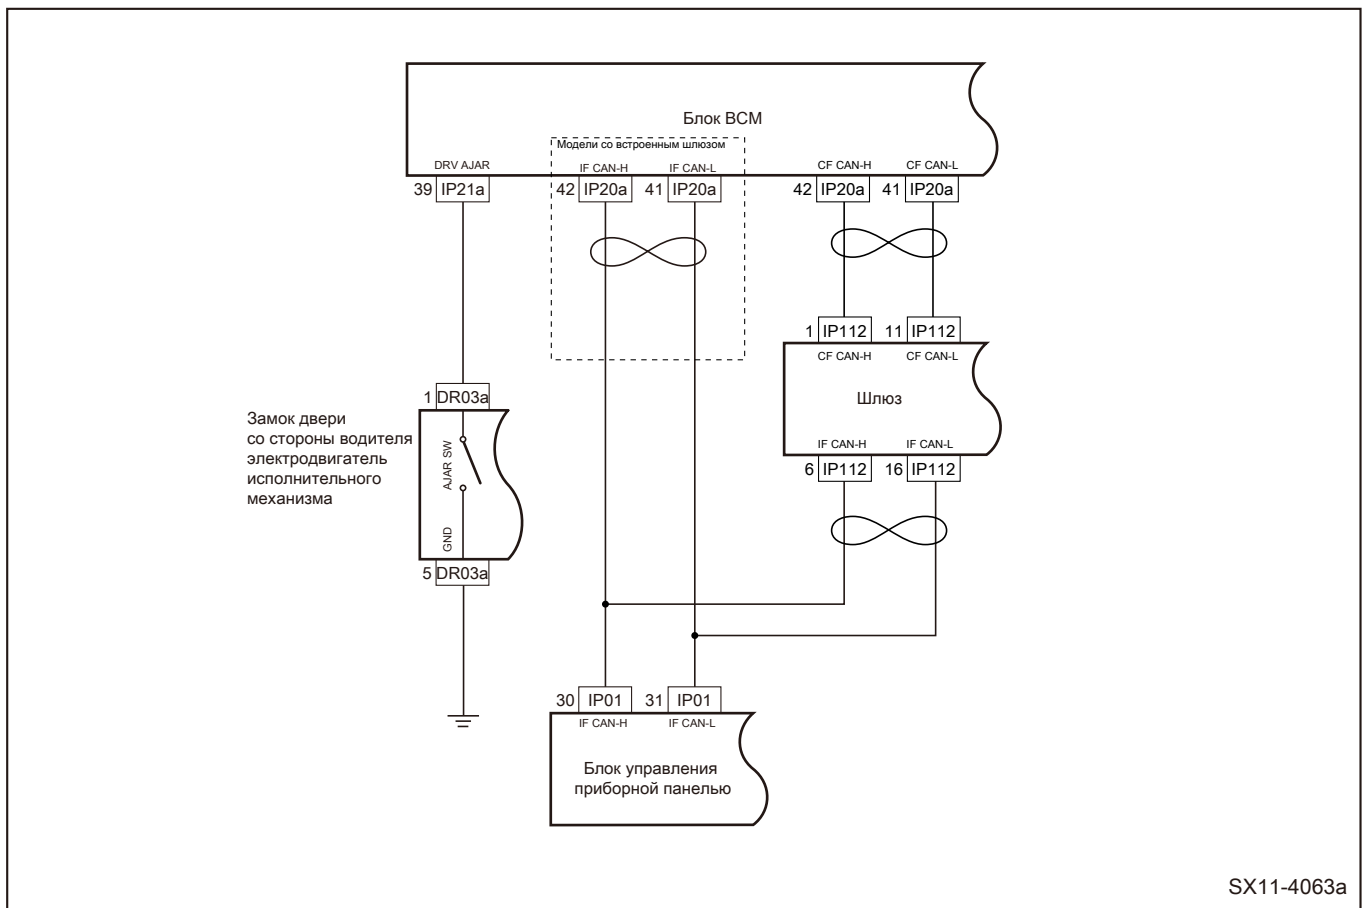 Блок BCM
Модели со встроенным шлюзом
DRV AJAR
IF CAN-H
IF CAN-L
CF CAN-H
CF CAN-L
39 IP21a
42 IP20a
41 IP20a
42 IP20a
41 IP20a
1 IP112
11 IP112
CF CAN-H
CF CAN-L
Шлюз
IF CAN-H
IF CAN-L
6 IP112
16 IP112
1 DR03a
Замок двери
со стороны водителя
электродвигатель
исполнительного
механизма
AJAR SW
GND
5 DR03a
30 IP01
31 IP01
IF CAN-H
IF CAN-L
Блок управления
приборной панелью
SX11-4063a